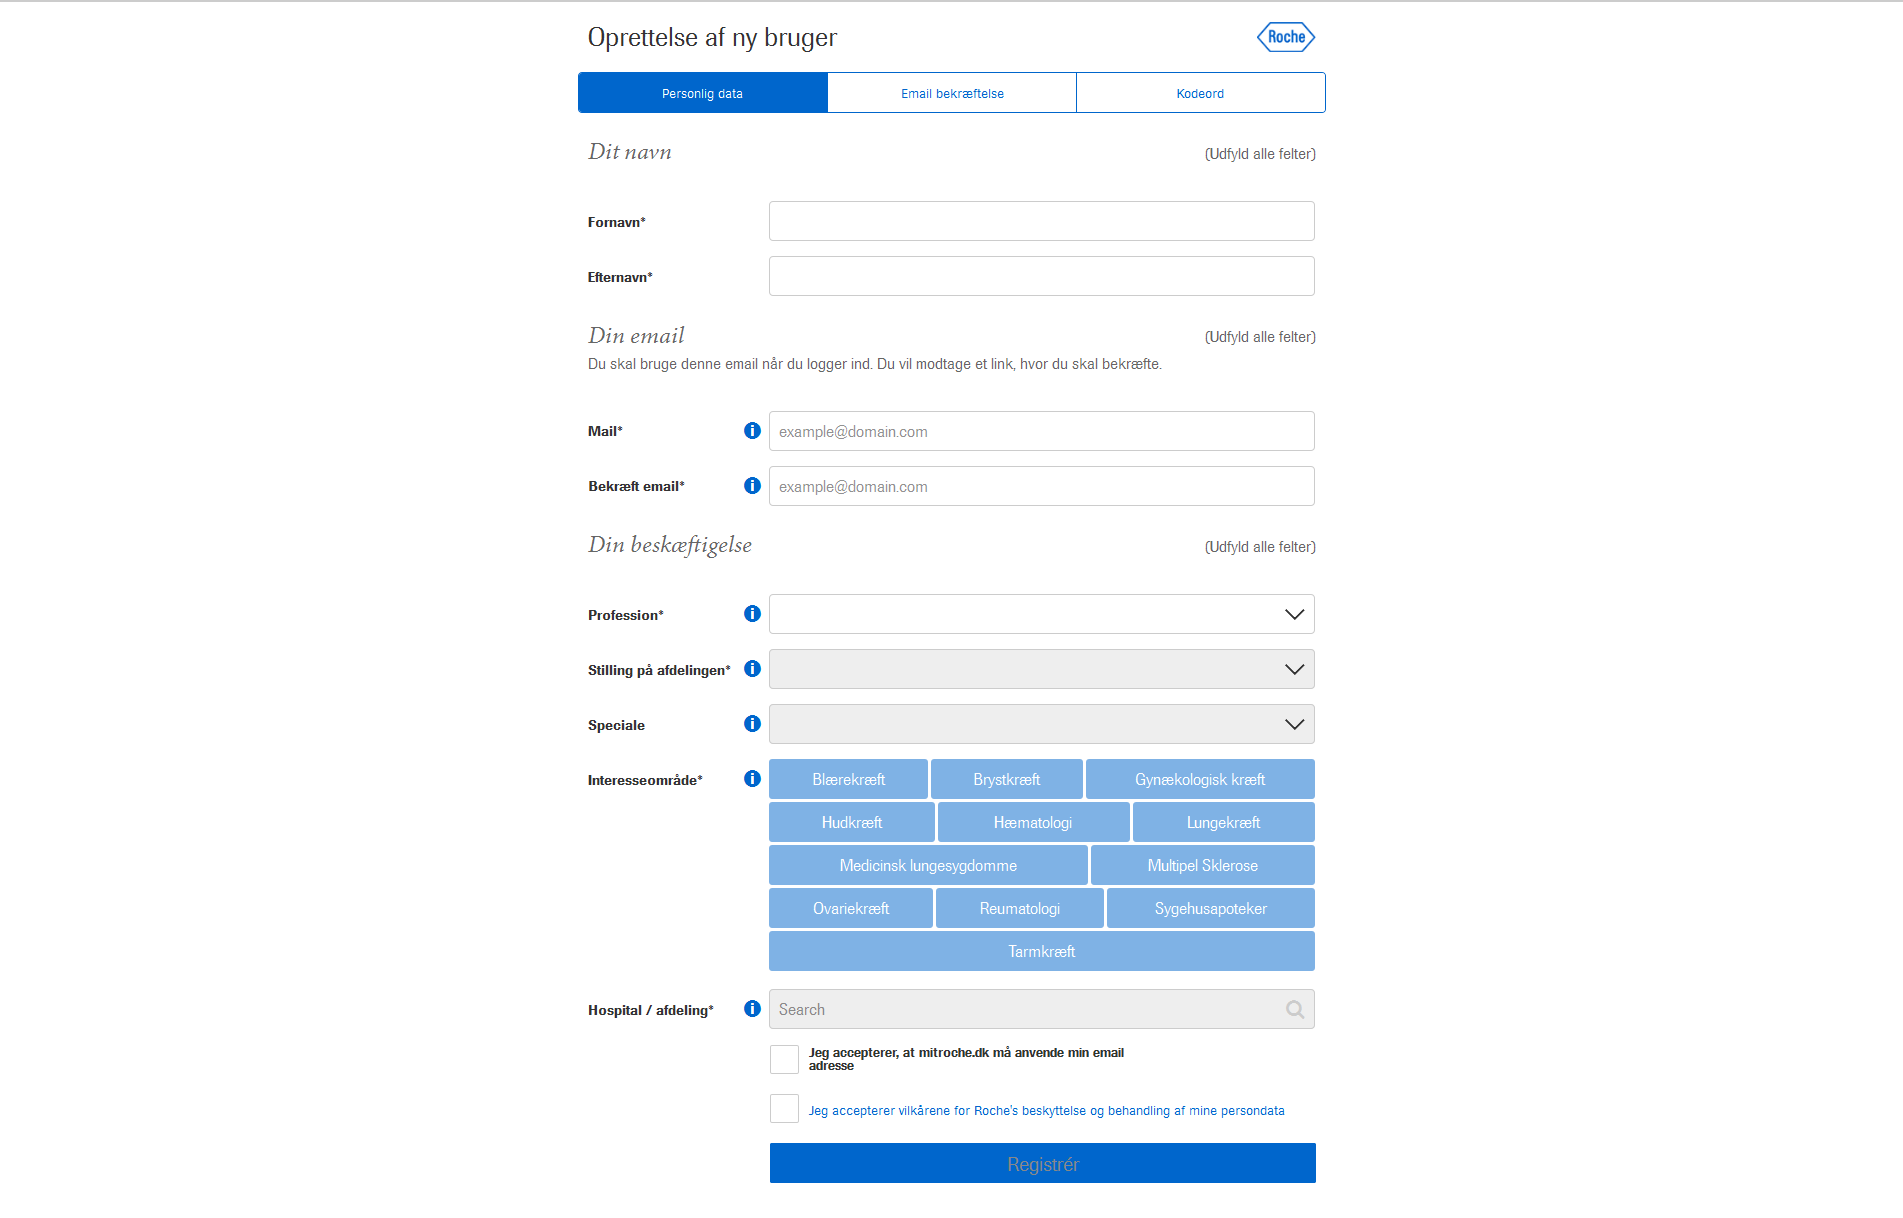 Oprettelse af ny bruger
Roche
Personlig data
Email bekræftelse
Kodeord
Dit navn
(Udfyld alle felter)
Fornavn*
Efternavn*
Din email
(Udfyld alle felter)
Du skal bruge denne email når du logger ind. Du vil modtage et link, hvor du skal bekræfte.
Mail*
example@domain.com
Bekræft email*
example@domain.com
Din beskæftigelse
(Udfyld alle felter)
Profession*
Stilling på afdelingen*
Speciale
Interesseområde*
Blærekræft
Brystkræft
Gynækologisk kræft
Hudkræft
Hæmatologi
Lungekræft
Medicinsk lungesygdomme
Multipel Sklerose
Ovariekræft
Reumatologi
Sygehusapoteker
Tarmkræft
Hospital / afdeling*
Search
Jeg accepterer, at mitroche.dk må anvende min email
adresse
Jeg accepterer vilkårene for Roche's beskyttelse og behandling af mine persondata
Registrér